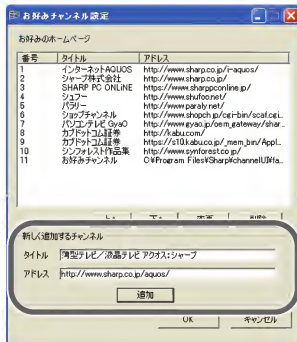 お好みチャンネル設定
お好みのホームページ
番号 タイトル アドレス
1 インターネットAQUOS http://www.sharp.co.jp/i-aquos/
2 シャープ株式会社 http://www.sharp.co.jp/
3 SHARP PC ONLiNE https://www.sharppconline.jp/
4 シュフー http://www.shufoo.net/
5 パラリー http://www.paraly.net/
6 ショップチャンネル http://www.shopch.jp/cgi-bin/scat.cgi...
7 パソコンテレビ GyaO http://www.gyao.jp/oem_gateway/shar...
8 カブドットコム証券 http://kabu.com/
9 カブドットコム証券 https://s10.kabu.co.jp/_mem_bin/Appl...
10 シンフォレスト作品集 http://www.synforest.co.jp/
11 お好みチャンネル C:¥Program Files¥Sharp¥channelUI¥fa...
新しく追加するチャンネル
タイトル 薄型テレビ/液晶テレビ アクオス:シャープ
アドレス http://www.sharp.co.jp/aquos/
追加
OK キャンセル